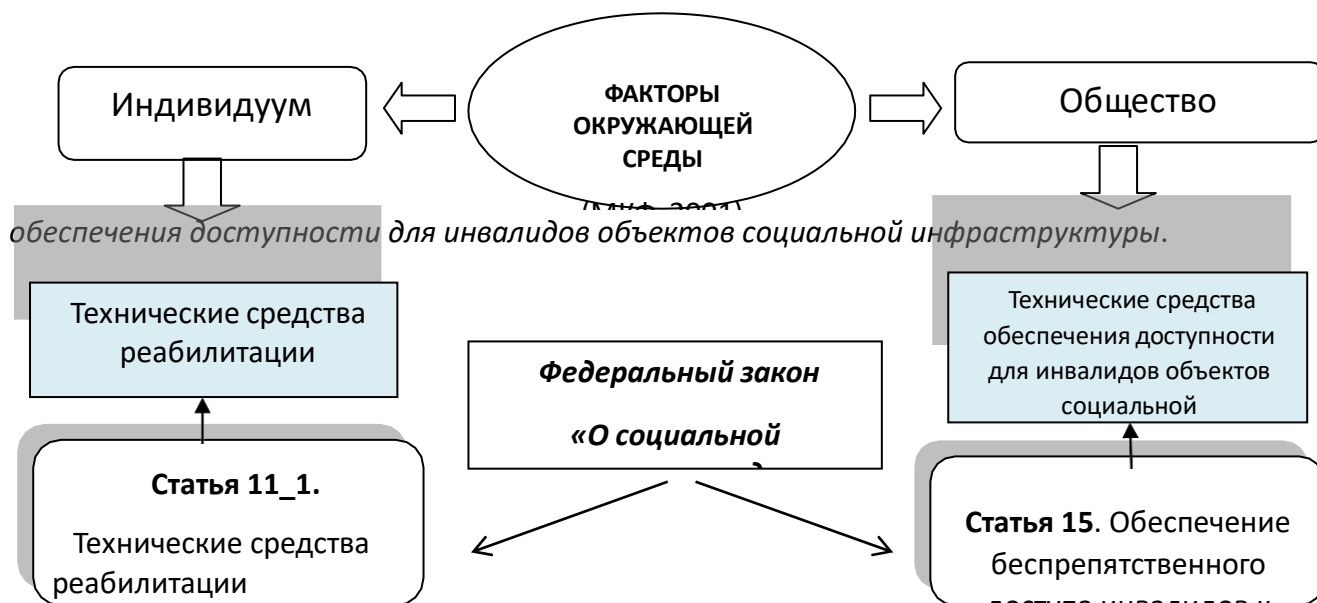 Индивидуум
ФАКТОРЫ
ОКРУЖАЮЩЕЙ
СРЕДЫ
Общество
обеспечения доступности для инвалидов объектов социальной инфраструктуры.
Технические средства
реабилитации
Технические средства
обеспечения доступности
для инвалидов объектов
социальной
Федеральный закон
«О социальной
Статья 11_1.
Технические средства
реабилитации
Статья 15. Обеспечение
беспрепятственного